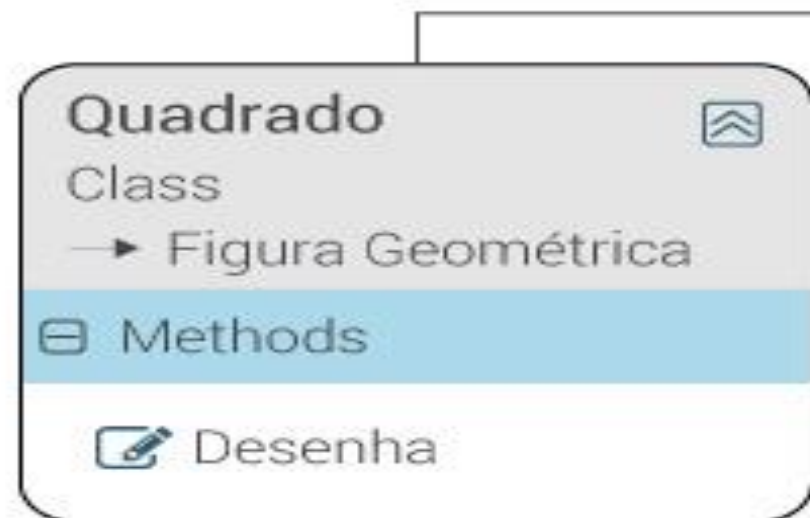 Quadrado
Class
Figura Geométrica
Methods
Desenha